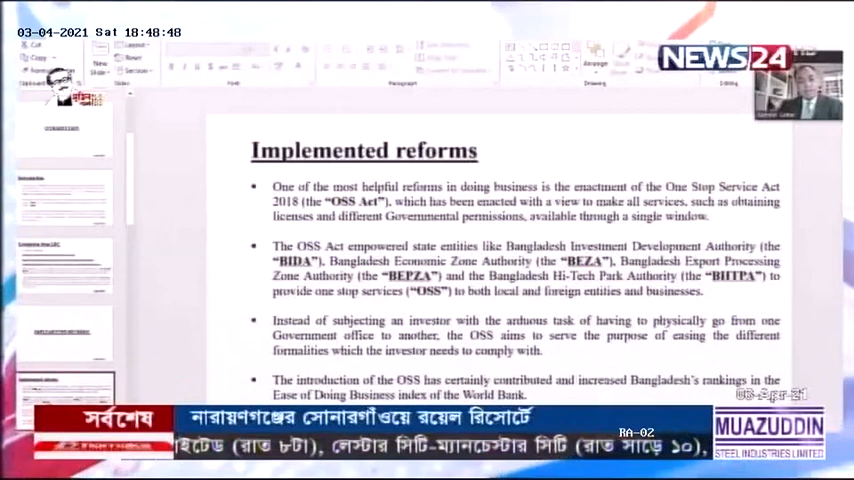 03-04-2021 Sat 18:48:48
NEWS24 HD
Implemented reforms
• One of the most helpful reforms in doing business is the enactment of the One Stop Service Act
2018 (the “OSS Act”), which has been enacted with a view to make all services, such as obtaining
licenses and different Governmental permissions, available through a single window.
• The OSS Act empowered state entities like Bangladesh Investment Development Authority (the
“BIDA”), Bangladesh Economic Zone Authority (the “BEZA”), Bangladesh Export Processing
Zone Authority (the “BEPZA”) and the Bangladesh Hi-Tech Park Authority (the “BHTPA”) to
provide one stop services (“OSS”) to both local and foreign entities and businesses.
• Instead of subjecting an investor with the arduous task of having to physically go from one
Government office to another, the OSS aims to serve the purpose of easing the different
formalities which the investor needs to comply with.
• The introduction of the OSS has certainly contributed and increased Bangladesh’s rankings in the
Ease of Doing Business index of the World Bank.
03-Apr-21
সর্বশেষ
নারায়ণগঞ্জের সোনারগাঁওয়ে রয়েল রিসোর্টে
RA-02
াইটেড (রাত ৮টা), লেস্টার সিটি-ম্যানচেস্টার সিটি (রাত সাড়ে ১০),
MUAZUDDIN
STEEL INDUSTRIES LIMITED